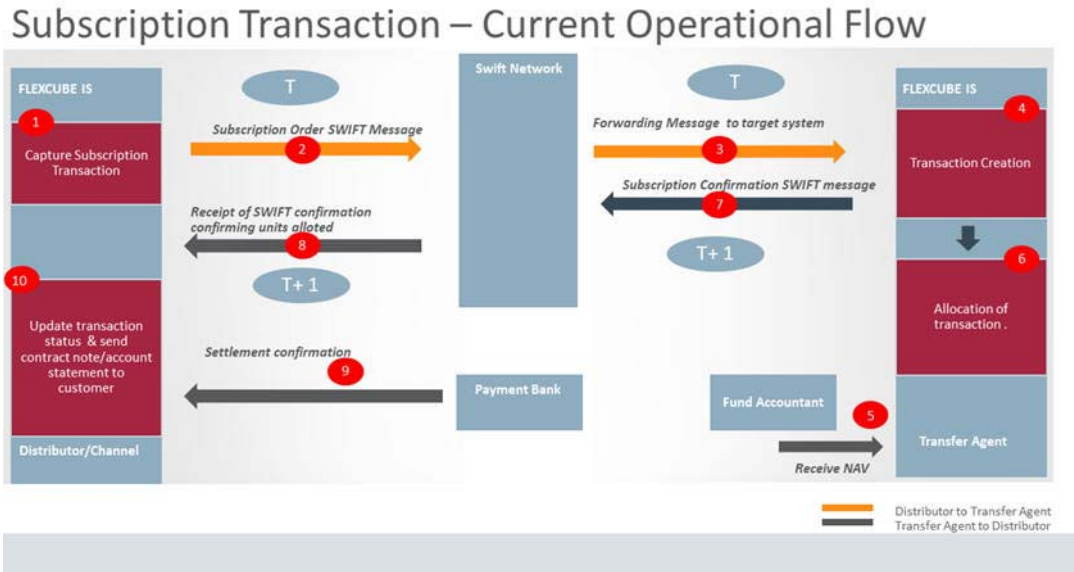 Subscription Transaction – Current Operational Flow
FLEXCUBE IS
1
Capture Subscription
Transaction
T
Subscription Order SWIFT Message
2
Swift Network
T
Forwarding Message to target system
3
FLEXCUBE IS
4
Transaction Creation
Subscription Confirmation SWIFT message
7
Receipt of SWIFT confirmation
confirming units alloted
8
T+ 1
T+ 1
6
Allocation of
transaction .
10
Update transaction
status & send
contract note/account
statement to
customer
Settlement confirmation
9
Payment Bank
Fund Accountant
5
Receive NAV
Distributor/Channel
Transfer Agent
Distributor to Transfer Agent
Transfer Agent to Distributor